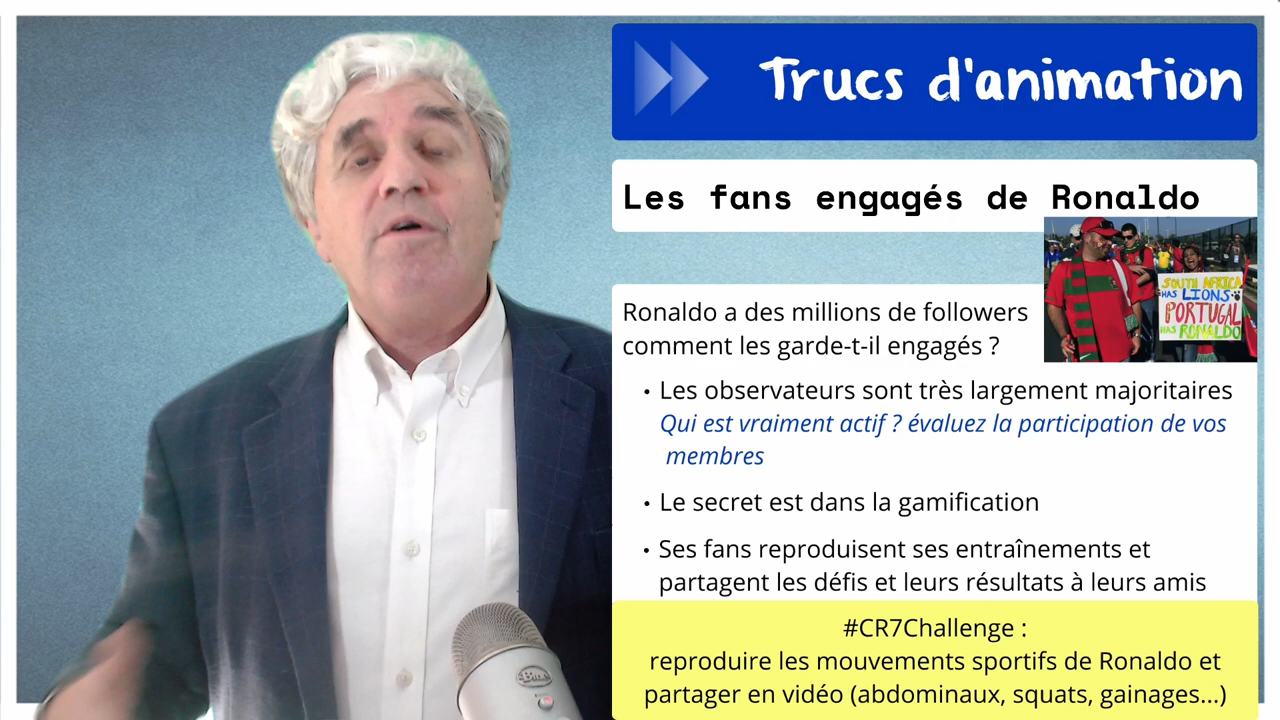 Trucs d'animation
Les fans engagés de Ronaldo
SOUTH AFRICA
HAS LIONS
PORTUGAL
HAS RONALDO
Ronaldo a des millions de followers
comment les garde-t-il engagés ?
• Les observateurs sont très largement majoritaires
Qui est vraiment actif ? évaluez la participation de vos
membres
• Le secret est dans la gamification
• Ses fans reproduisent ses entraînements et
partagent les défis et leurs résultats à leurs amis
#CR7Challenge :
reproduire les mouvements sportifs de Ronaldo et
partager en vidéo (abdominaux, squats, gainages...)
Blue